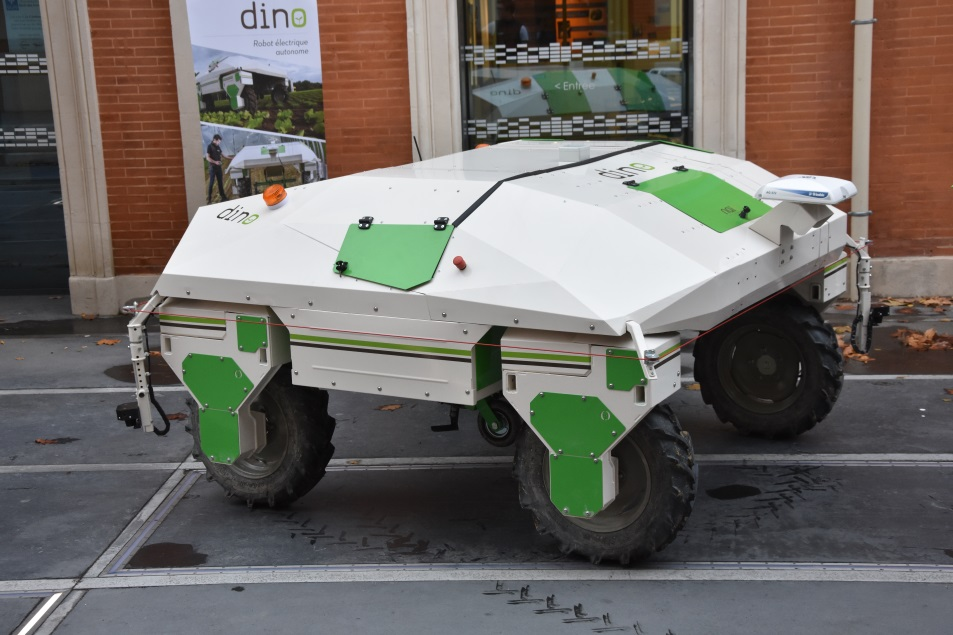 dino
Robot électrique
autonome
< Entrée
dino
dino